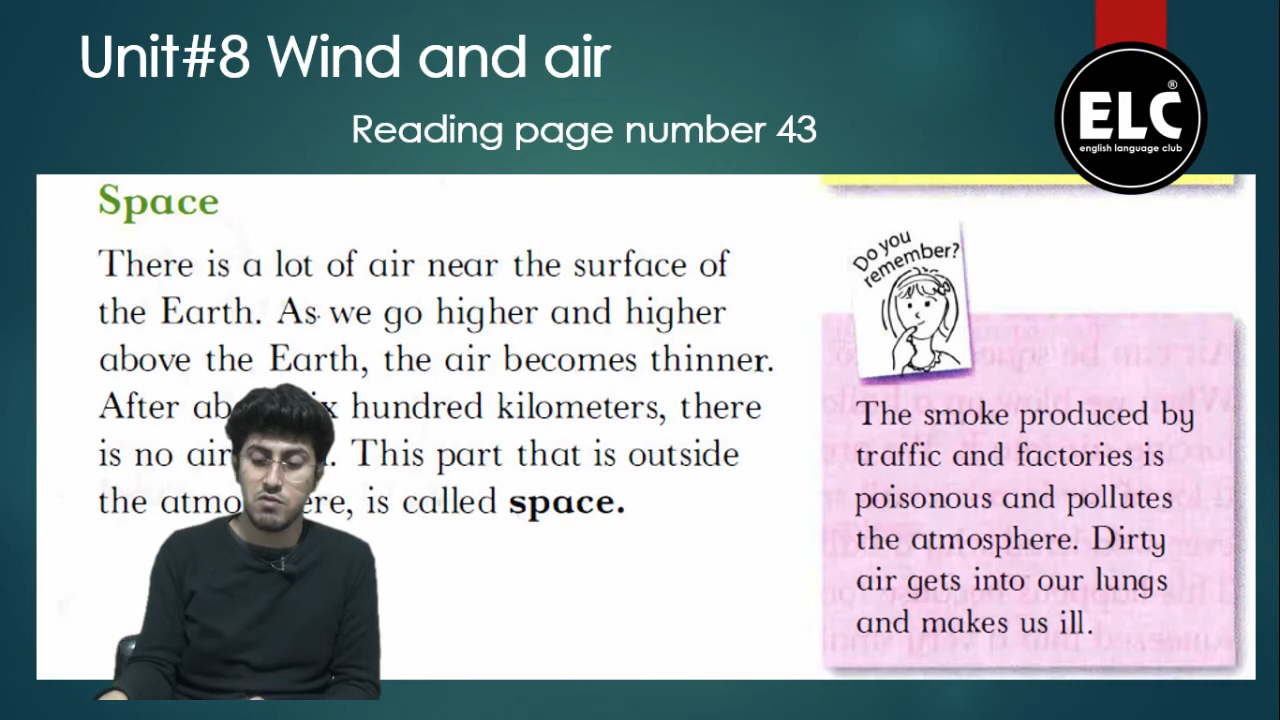 Unit#8 Wind and air
Reading page number 43
ELC®
english language club
Space
There is a lot of air near the surface of
the Earth. As we go higher and higher
above the Earth, the air becomes thinner.
After hundred kilometers, there
is no air This part that is outside
the is called space.
Do you
remember?
The smoke produced by
traffic and factories is
poisonous and pollutes
the atmosphere. Dirty
air gets into our lungs
and makes us ill.